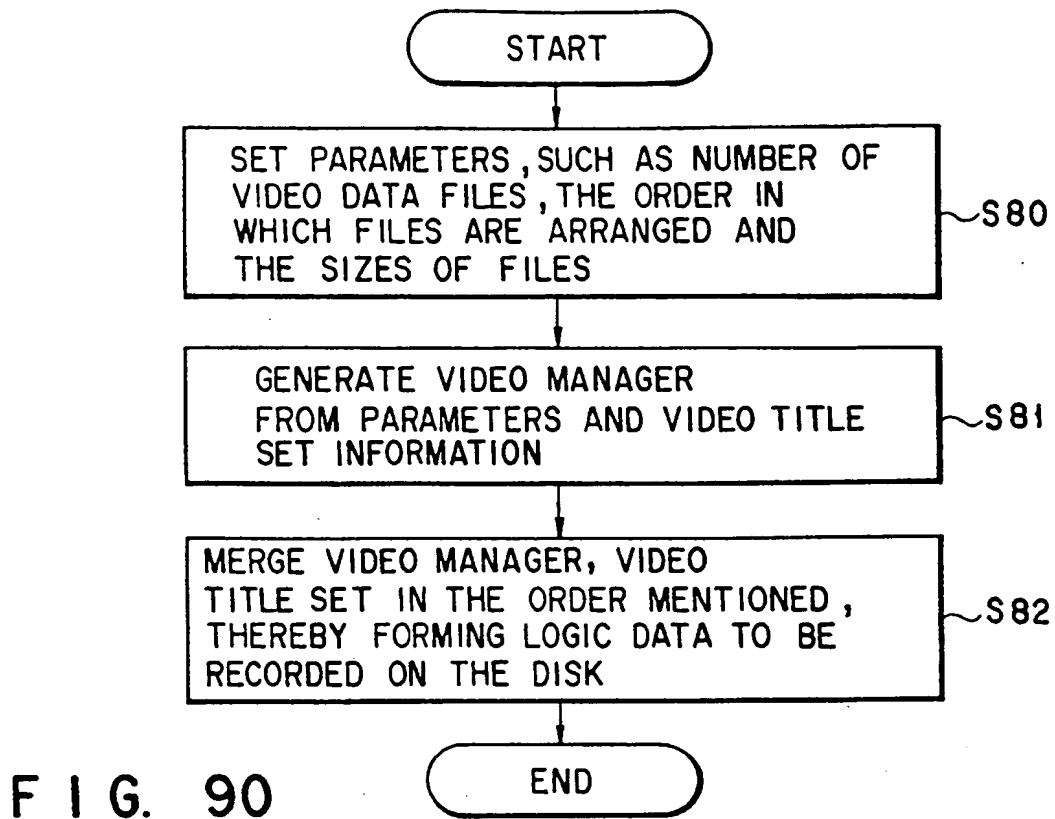 START
SET PARAMETERS, SUCH AS NUMBER OF
VIDEO DATA FILES, THE ORDER IN
WHICH FILES ARE ARRANGED AND
THE SIZES OF FILES
S80
GENERATE VIDEO MANAGER
FROM PARAMETERS AND VIDEO TITLE
SET INFORMATION
S81
MERGE VIDEO MANAGER, VIDEO
TITLE SET IN THE ORDER MENTIONED,
THEREBY FORMING LOGIC DATA TO BE
RECORDED ON THE DISK
S82
END
FIG. 90